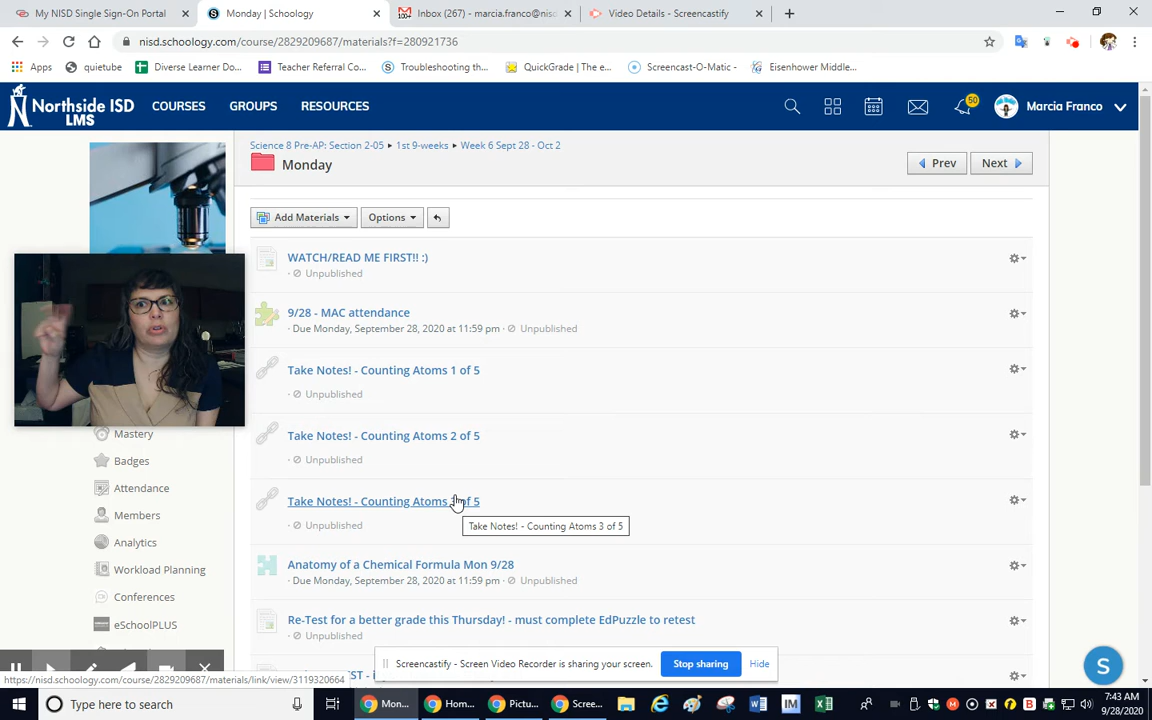 My NISD Single Sign-On Portal
Monday | Schoology
Inbox (267) - marcia.franco@nisd
Video Details - Screencastify
nisd.schoology.com/course/2829209687/materials?f=280921736
Apps
quietube
Diverse Learner Do...
Teacher Referral Co...
Troubleshooting th...
QuickGrade | The e...
Screencast-O-Matic -
Eisenhower Medic...
Northside ISD
LMS
COURSES
GROUPS
RESOURCES
50
Marcia Franco
Science 8 Pre-AP: Section 2-05
1st 9-weeks
Week 6 Sept 28 - Oct 2
Monday
Prev
Next
Add Materials
Options
WATCH/READ ME FIRST!! :)
· Unpublished
9/28 - MAC attendance
· Due Monday, September 28, 2020 at 11:59 pm · Unpublished
Take Notes! - Counting Atoms 1 of 5
· Unpublished
Take Notes! - Counting Atoms 2 of 5
· Unpublished
Take Notes! - Counting Atoms 3 of 5
· Unpublished
Take Notes! - Counting Atoms 3 of 5
Anatomy of a Chemical Formula Mon 9/28
· Due Monday, September 28, 2020 at 11:59 pm · Unpublished
Re-Test for a better grade this Thursday! - must complete EdPuzzle to retest
· Unpublished
Mastery
Badges
Attendance
Members
Analytics
Workload Planning
Conferences
eSchoolPLUS
Screencastify - Screen Video Recorder is sharing your screen.
Stop sharing
Hide
https://nisd.schoology.com/course/2829209687/materials/link/view/3119320664
Type here to search
Mon...
Hom...
Pictu...
Scree...
7:43 AM
9/28/2020